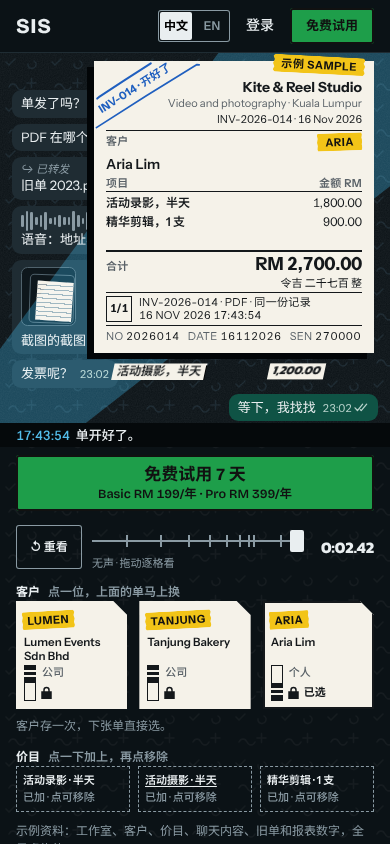 SIS
中文
EN
登录
免费试用
单发了吗?
PDF 在哪个
已转发
旧单 2023.p
语音：地址
截图的截图
发票呢？ 23:02
INV-014·开好了
示例 SAMPLE
Kite & Reel Studio
Video and photography· Kuala Lumpur
INV-2026-014·16 Nov 2026
客户
ARIA
Aria Lim
项目 金额 RM
活动录影，半天 1,800.00
精华剪辑，1支 900.00
合计 RM 2,700.00
令吉二千七百整
1/1
INV-2026-014·PDF·同一份记录
16 NOV 2026 17:43:54
NO 2026014 DATE 16112026 SEN 270000
活动摄影，半天 1,200.00
等下，我找找 23:02
17:43:54 单开好了。
免费试用 7 天
Basic RM 199/年 · Pro RM 399/年
重看
无声·拖动逐格看
0:02.42
客户 点一位，上面的单马上换
LUMEN
Lumen Events
Sdn Bhd
公司
TANJUNG
Tanjung Bakery
公司
ARIA
Aria Lim
个人
已选
客户存一次，下张单直接选。
价目 点一下加上，再点移除
活动录影·半天
已加·点可移除
活动摄影·半天
已加·点可移除
精华剪辑·1支
已加·点可移除
示例资料：工作室、客户、价目、聊天内容、旧单和报表数字，全